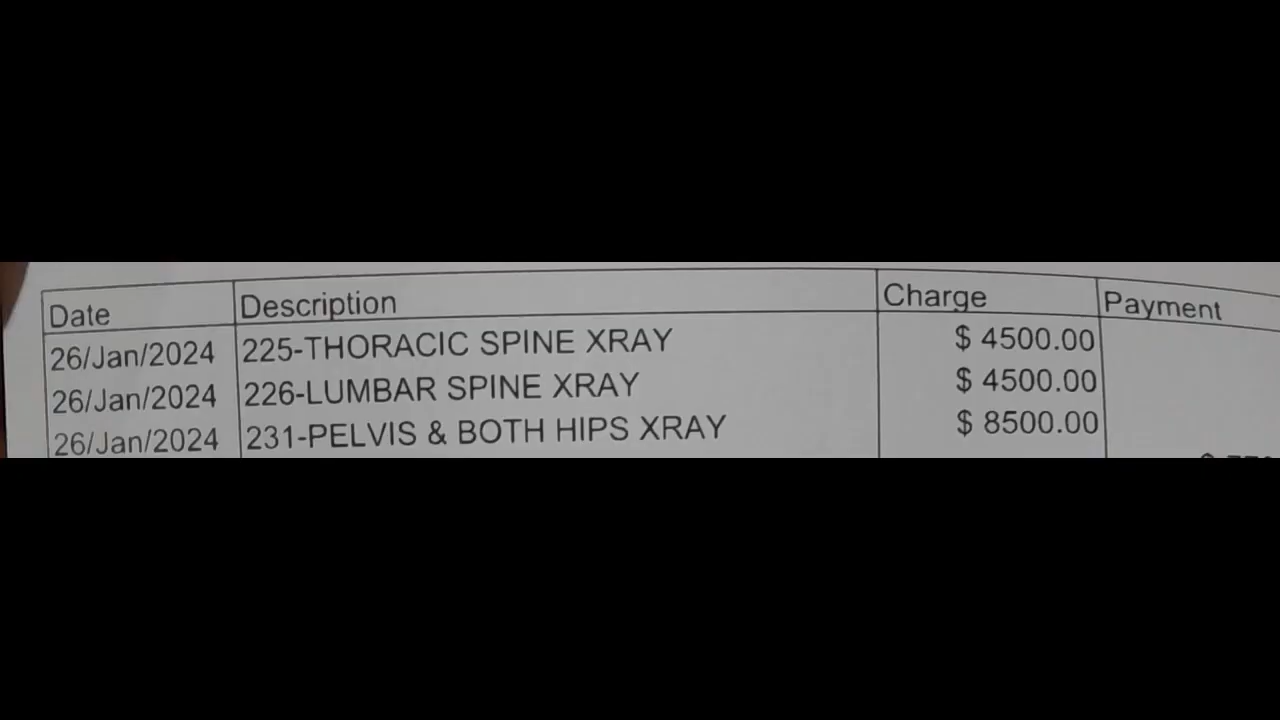 Date Description Charge Payment
26/Jan/2024 225-THORACIC SPINE XRAY $ 4500.00
26/Jan/2024 226-LUMBAR SPINE XRAY $ 4500.00
26/Jan/2024 231-PELVIS & BOTH HIPS XRAY $ 8500.00